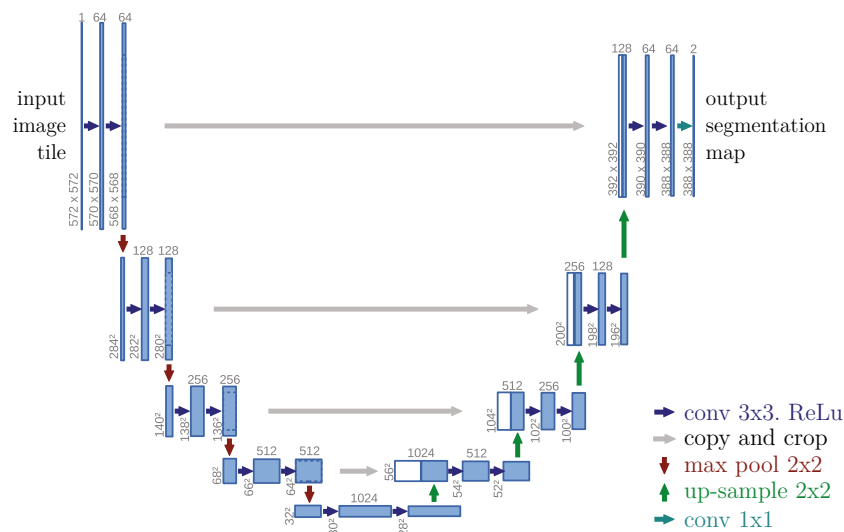 1 64 64
128 64 64 2
input
image
tile
output
segmentation
map
572 x 572
570 x 570
568 x 568
392 x 392
390 x 390
388 x 388
388 x 388
128 128
256 128
284²
282²
280²
200²
198²
196²
256 256
512 256
140²
138²
136²
104²
102²
100²
512 512
1024 512
68²
66²
64²
56²
54²
52²
1024
32²
conv 3x3. ReLu
copy and crop
max pool 2x2
up-sample 2x2
conv 1x1